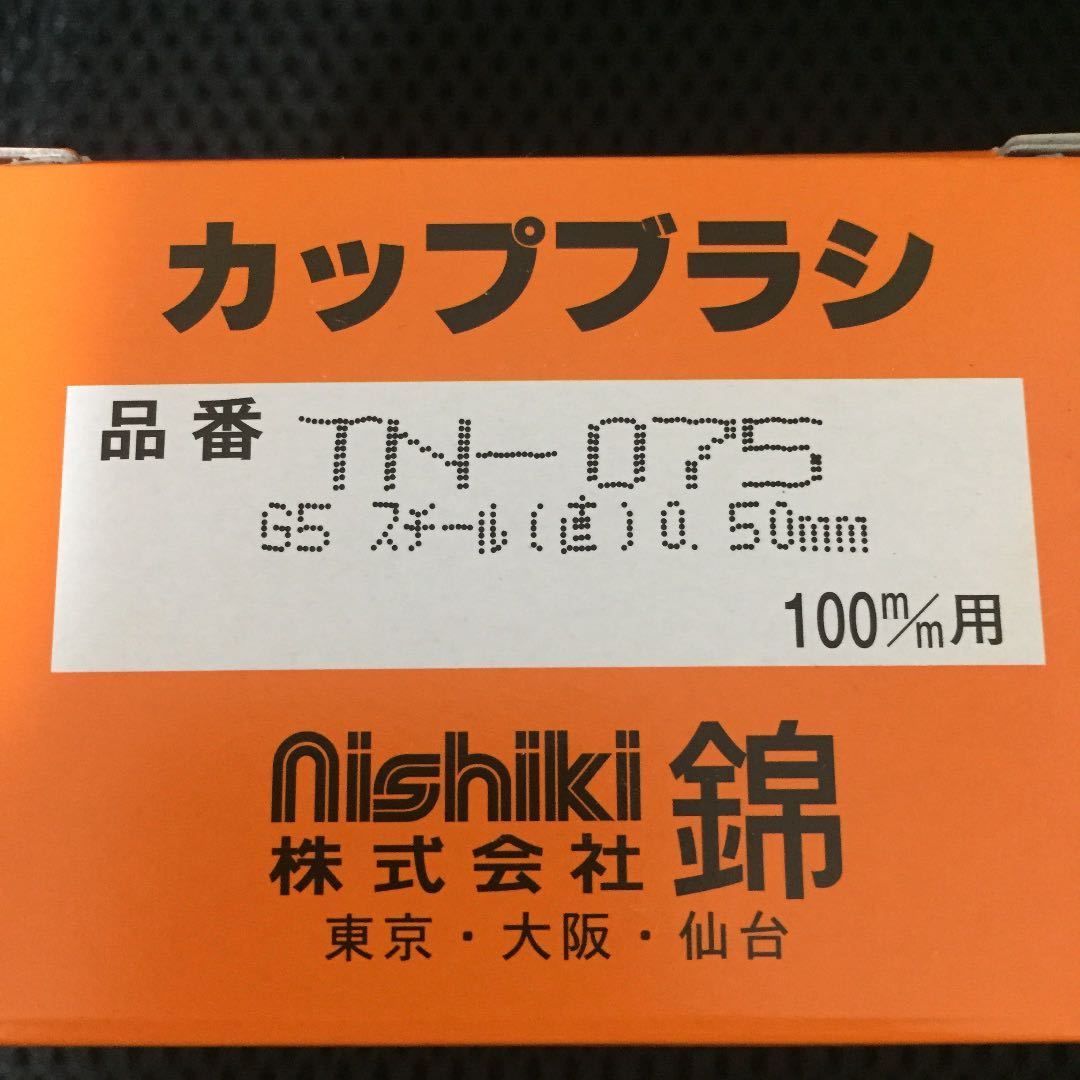 カップブラシ
品番 TN-075
65 スチール(直)0.50mm
100m/m用
nishiki
株式会社 錦
東京・大阪・仙台